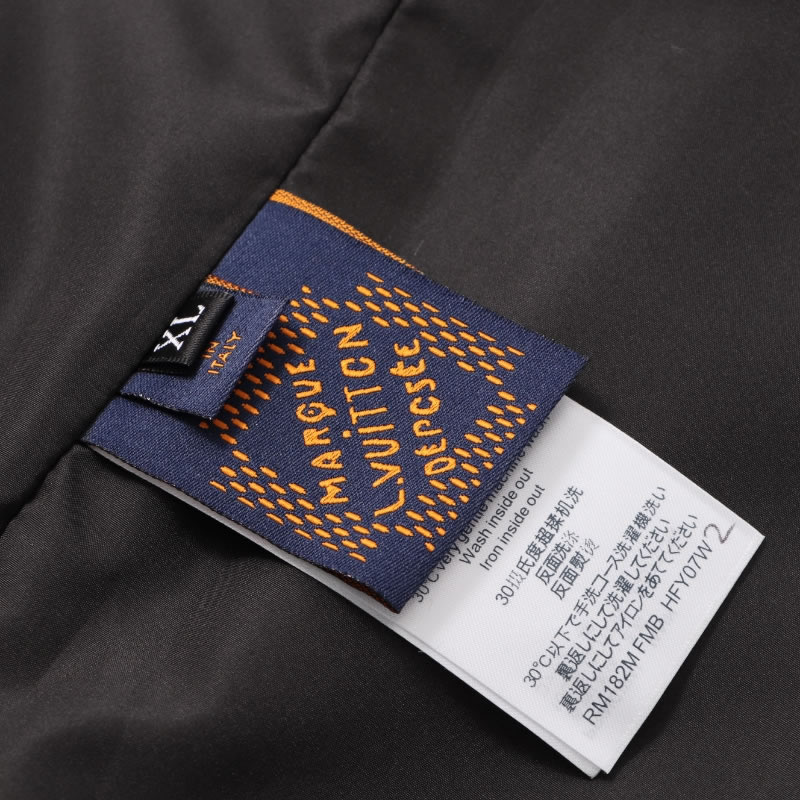 XL
IN
ITALY
MARQUE
L.VUITTON
DEPOSÉE
30°C very gentle machine
Wash inside out
Iron inside out
30摄氏度超揉机洗
反面洗涤
反面熨烫
30℃以下で手洗コース洗濯機洗い
裏返しにして洗濯してください
裏返しにしてアイロンをあててください
RM182M FMB HFY07W 2